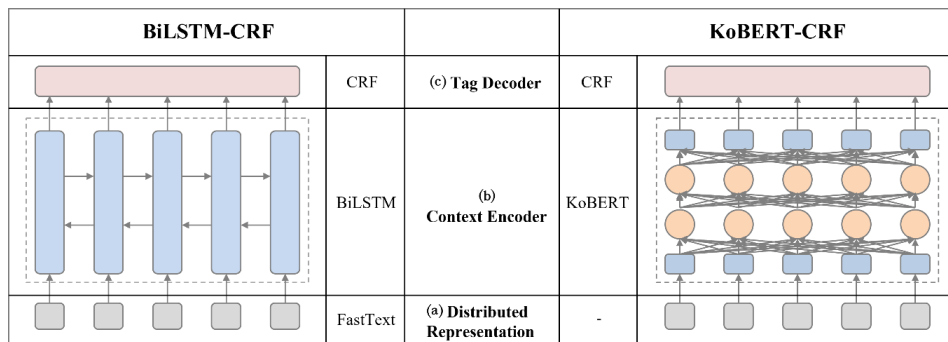 BiLSTM-CRF
KoBERT-CRF
CRF
(c) Tag Decoder
CRF
BiLSTM
(b)
Context Encoder
KoBERT
FastText
(a) Distributed
Representation
-